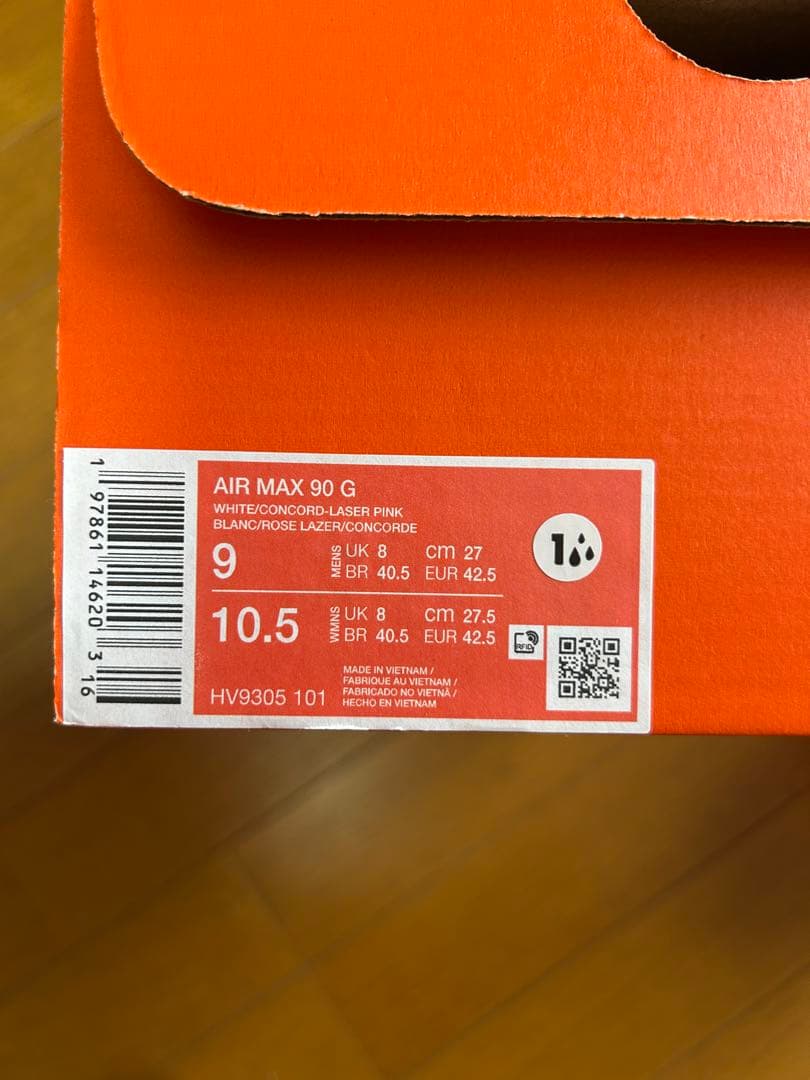 AIR MAX 90 G
WHITE/CONCORD-LASER PINK
BLANC/ROSE LAZER/CONCORDE
9 MENS UK 8 cm 27
BR 40.5 EUR 42.5
10.5 WMNS UK 8 cm 27.5
BR 40.5 EUR 42.5
MADE IN VIETNAM /
FABRIQUE AU VIETNAM /
FABRICADO NO VIETNÃ /
HECHO EN VIETNAM
HV9305 101
1
RFID
1 97861 14620 3 16